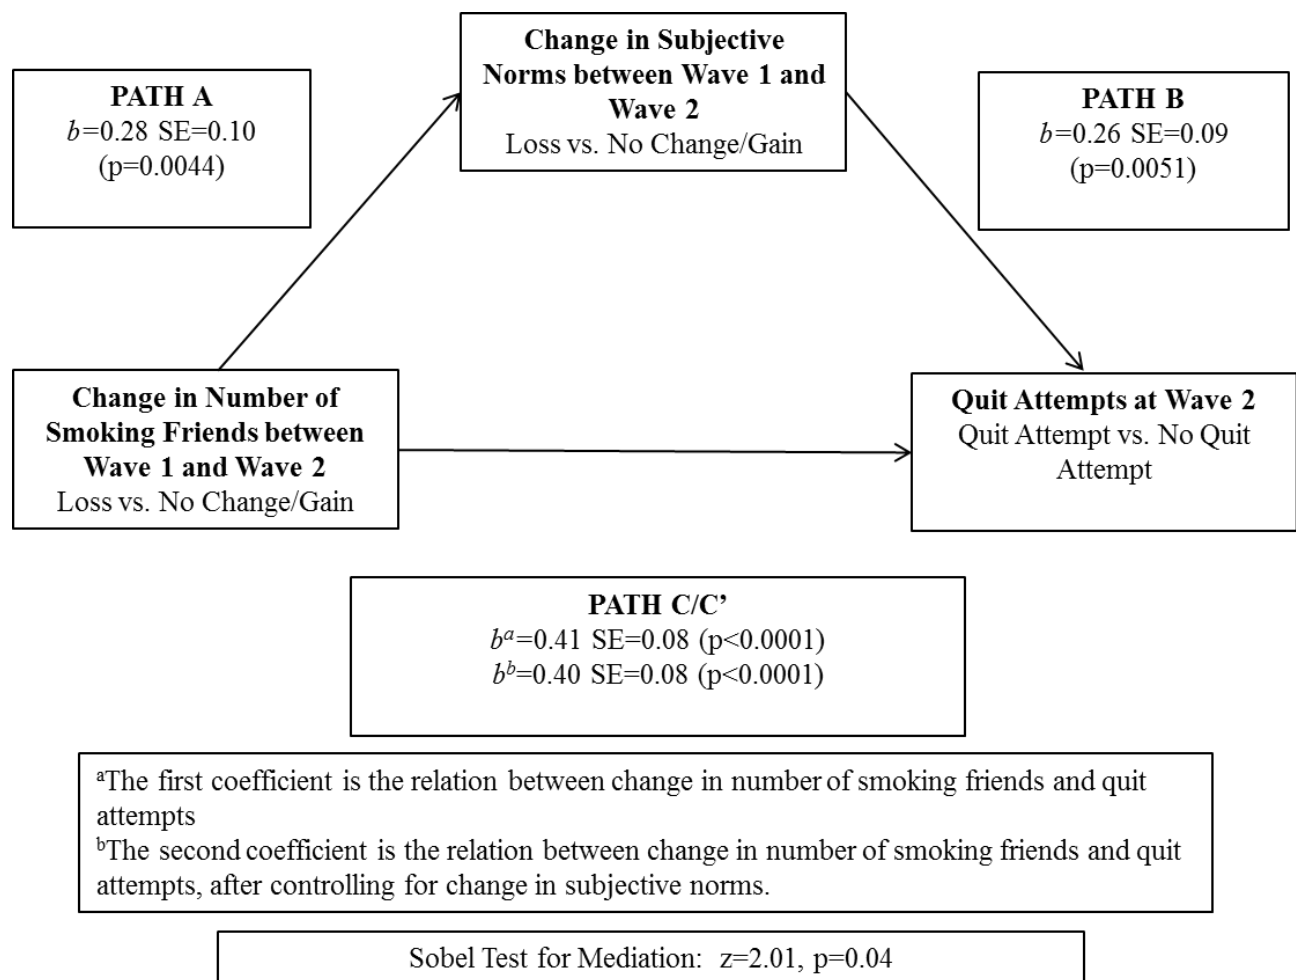 Change in Subjective
Norms between Wave 1 and
Wave 2
Loss vs. No Change/Gain
PATH A
b=0.28 SE=0.10
(p=0.0044)
PATH B
b=0.26 SE=0.09
(p=0.0051)
Change in Number of
Smoking Friends between
Wave 1 and Wave 2
Loss vs. No Change/Gain
Quit Attempts at Wave 2
Quit Attempt vs. No Quit
Attempt
PATH C/C’
bᵃ=0.41 SE=0.08 (p<0.0001)
bᵇ=0.40 SE=0.08 (p<0.0001)
ᵃThe first coefficient is the relation between change in number of smoking friends and quit
attempts
ᵇThe second coefficient is the relation between change in number of smoking friends and quit
attempts, after controlling for change in subjective norms.
Sobel Test for Mediation: z=2.01, p=0.04